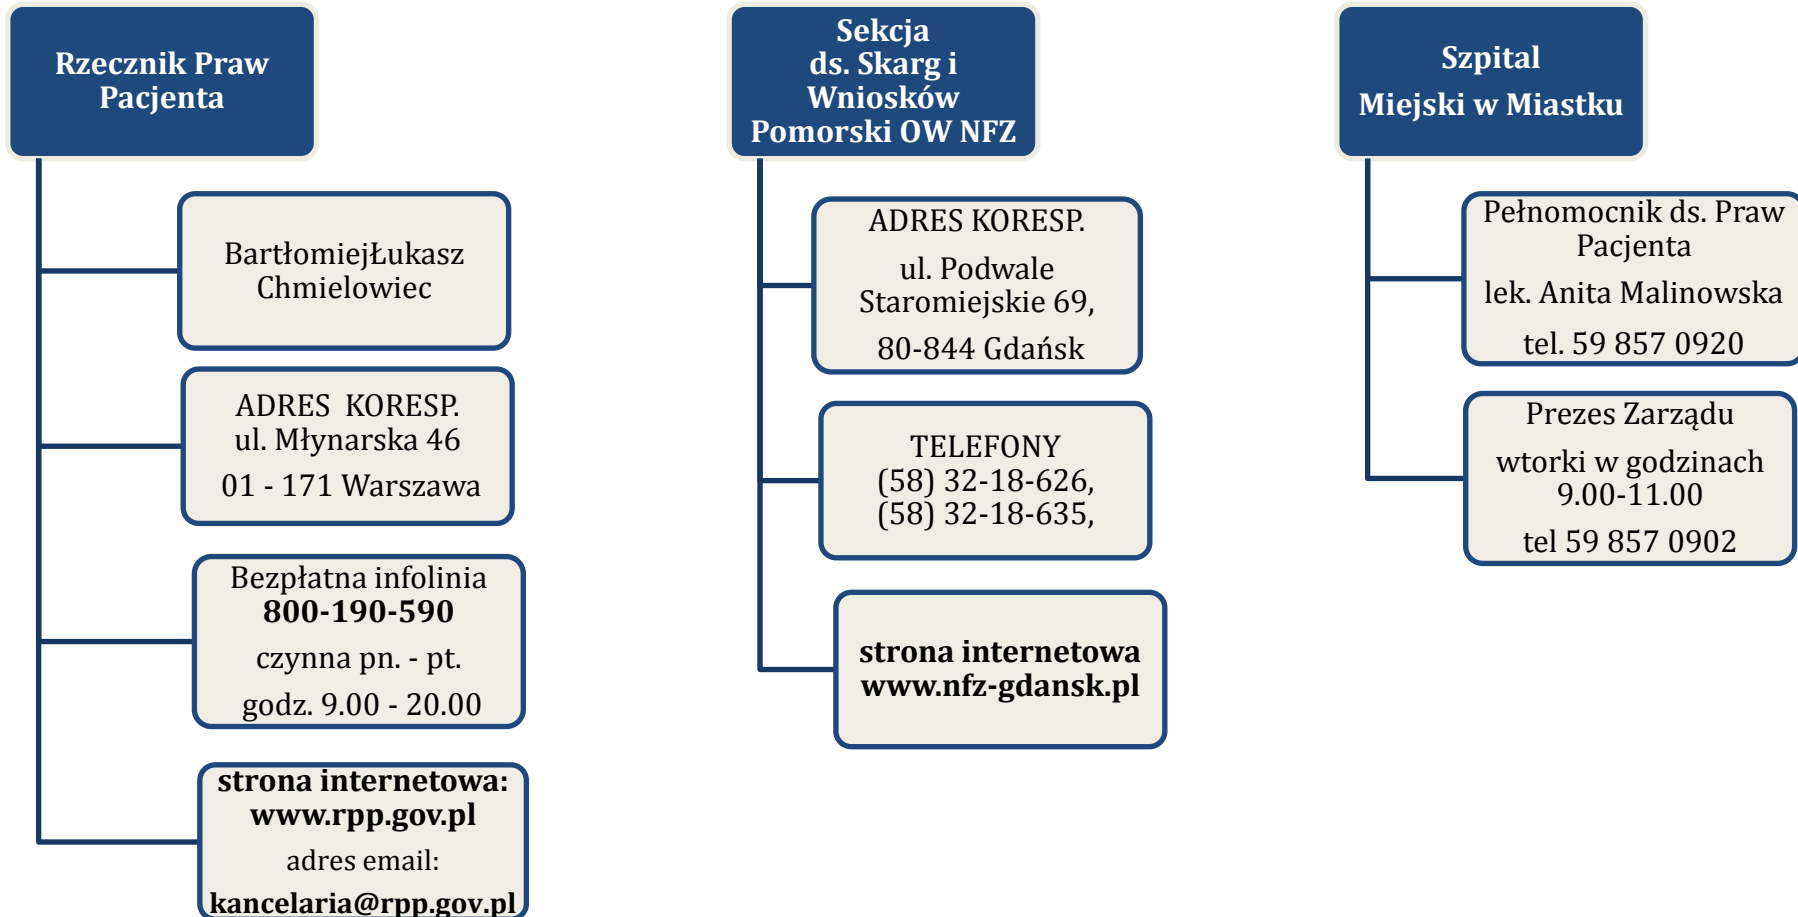 Rzecznik Praw
Pacjenta
BartłomiejŁukasz
Chmielowiec
ADRES KORESP.
ul. Młynarska 46
01 - 171 Warszawa
Bezpłatna infolinia
800-190-590
czynna pn. - pt.
godz. 9.00 - 20.00
strona internetowa:
www.rpp.gov.pl
adres email:
kancelaria@rpp.gov.pl
Sekcja
ds. Skarg i
Wniosków
Pomorski OW NFZ
ADRES KORESP.
ul. Podwale
Staromiejskie 69,
80-844 Gdańsk
TELEFONY
(58) 32-18-626,
(58) 32-18-635,
strona internetowa
www.nfz-gdansk.pl
Szpital
Miejski w Miastku
Pełnomocnik ds. Praw
Pacjenta
lek. Anita Malinowska
tel. 59 857 0920
Prezes Zarządu
wtorki w godzinach
9.00-11.00
tel 59 857 0902